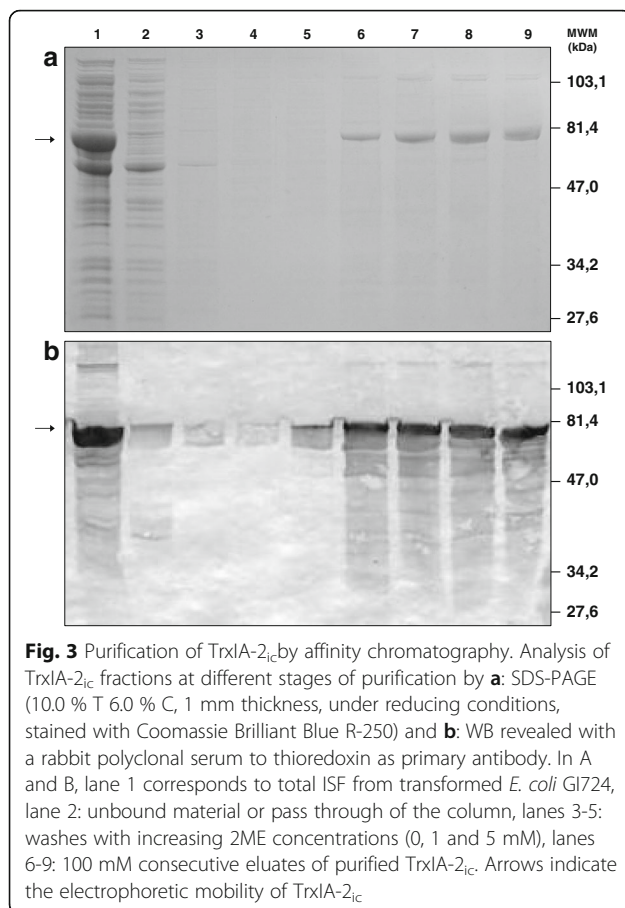 1 2 3 4 5 6 7 8 9 MWM
(kDa)
a
103,1
→ 81,4
47,0
34,2
27,6
b
103,1
→ 81,4
47,0
34,2
27,6
Fig. 3 Purification of TrxIA-2ic by affinity chromatography. Analysis of
TrxIA-2ic fractions at different stages of purification by a: SDS-PAGE
(10.0 % T 6.0 % C, 1 mm thickness, under reducing conditions,
stained with Coomassie Brilliant Blue R-250) and b: WB revealed with
a rabbit polyclonal serum to thioredoxin as primary antibody. In A
and B, lane 1 corresponds to total ISF from transformed E. coli GI724,
lane 2: unbound material or pass through of the column, lanes 3-5:
washes with increasing 2ME concentrations (0, 1 and 5 mM), lanes
6-9: 100 mM consecutive eluates of purified TrxIA-2ic. Arrows indicate
the electrophoretic mobility of TrxIA-2ic